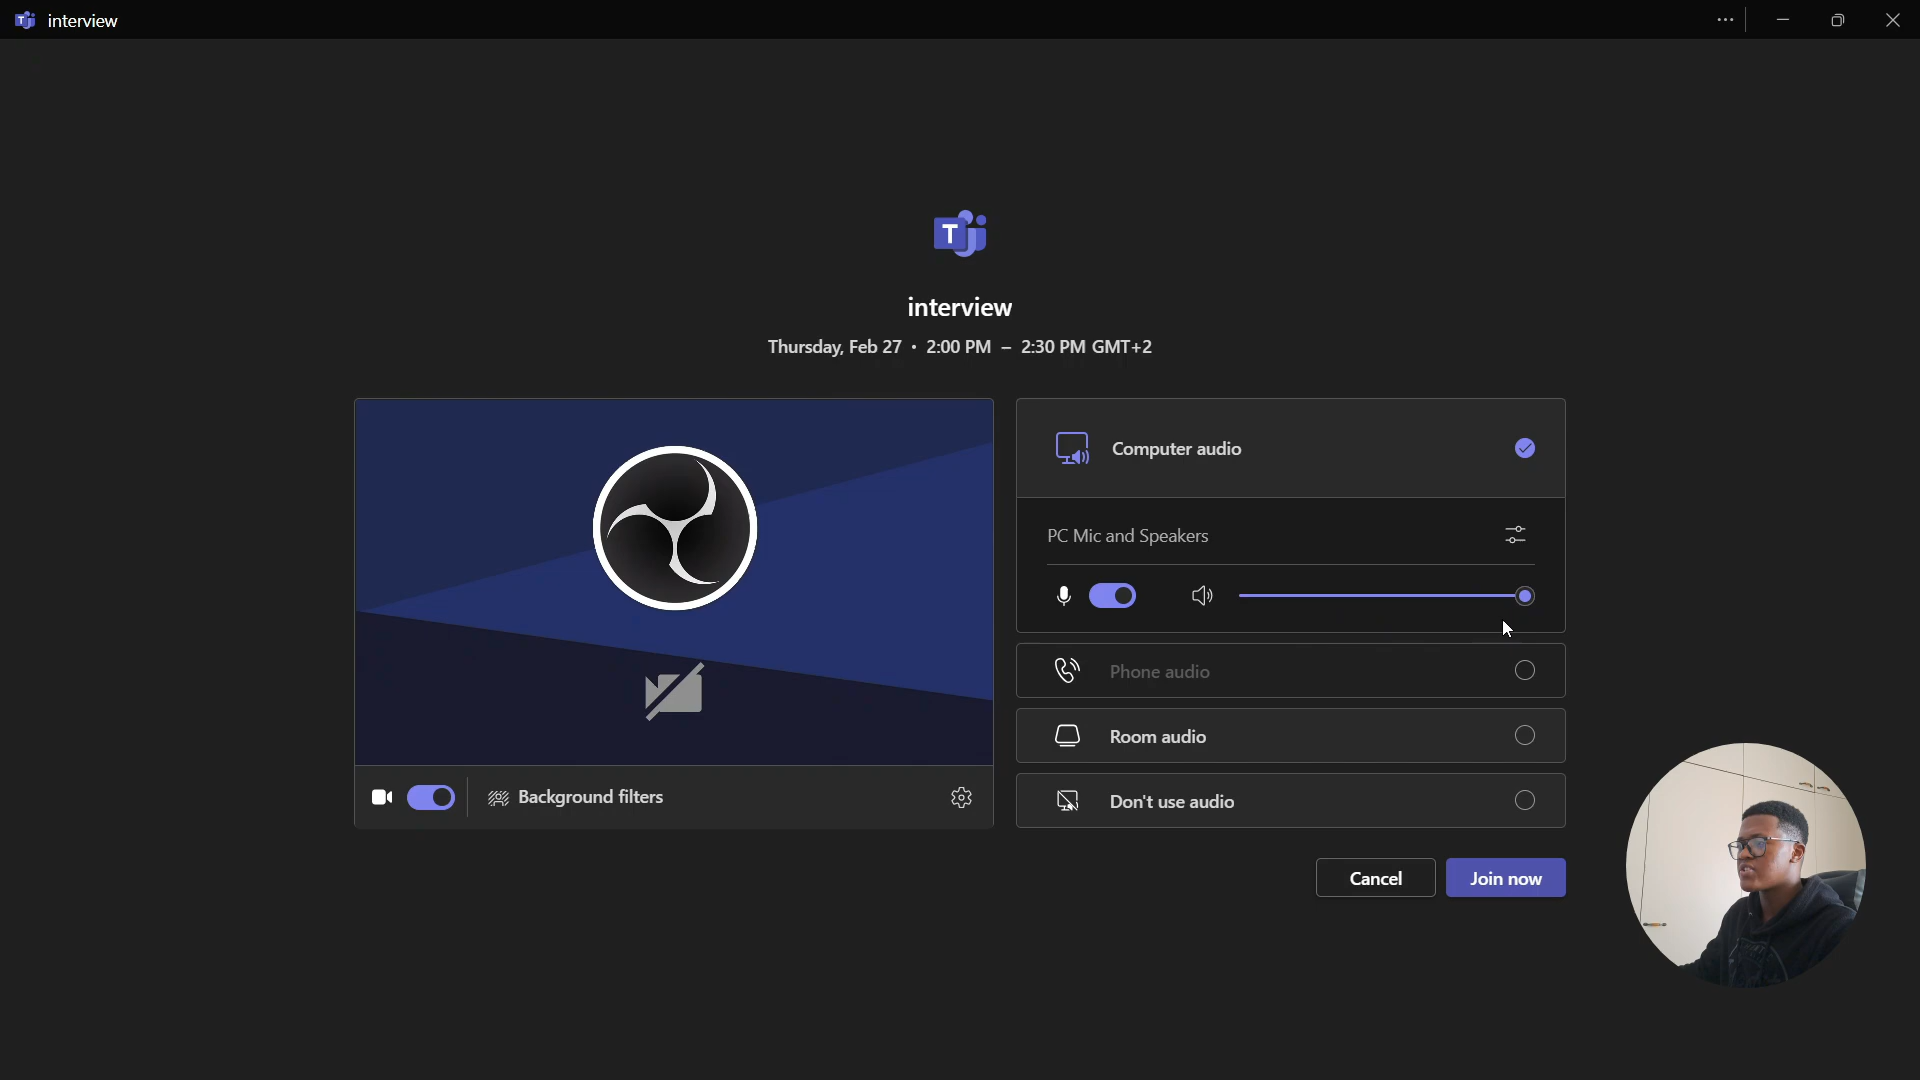 interview
T
interview
Thursday, Feb 27 • 2:00 PM – 2:30 PM GMT+2
Computer audio
PC Mic and Speakers
Phone audio
Room audio
Don't use audio
Background filters
Cancel
Join now